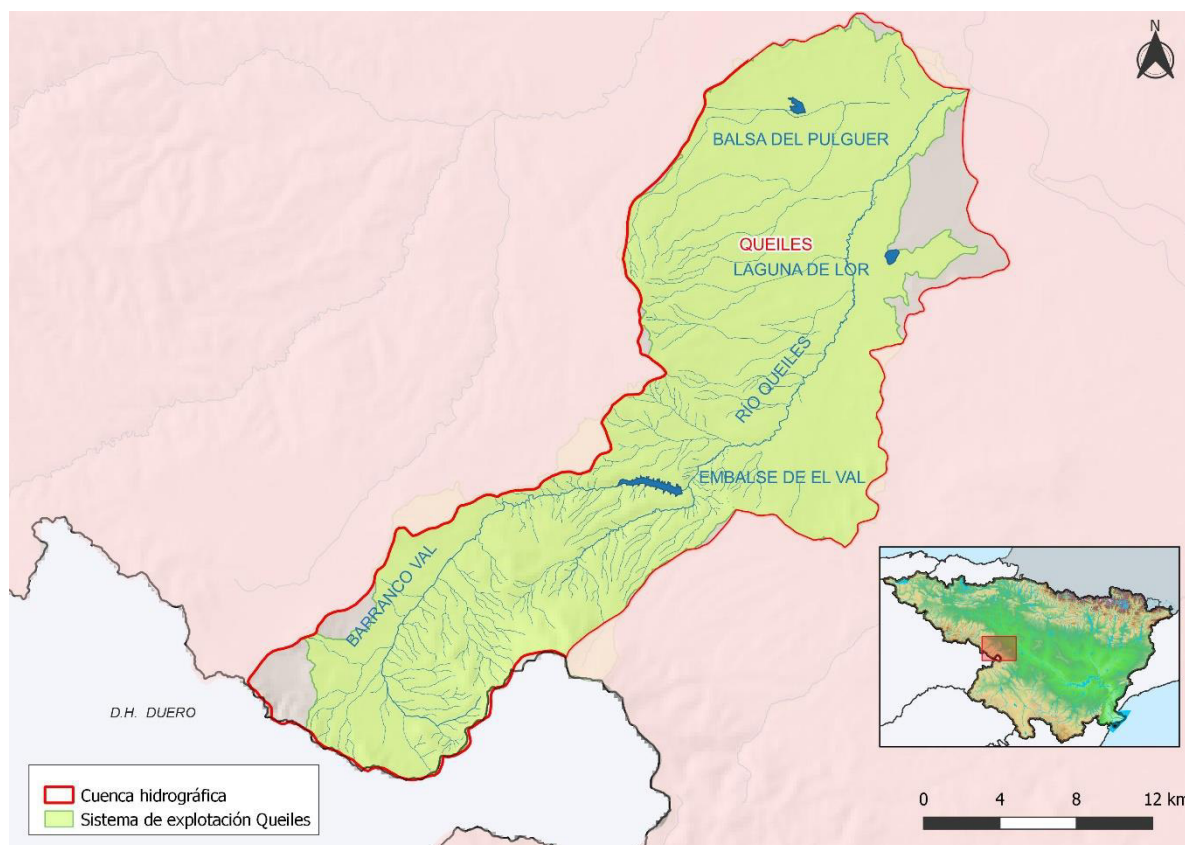 N
BALSA DEL PULGUER
QUEILES
LAGUNA DE LOR
RÍO QUEILES
EMBALSE DE EL VAL
BARRANCO VAL
D.H. DUERO
Cuenca hidrográfica
Sistema de explotación Queiles
0 4 8 12 km